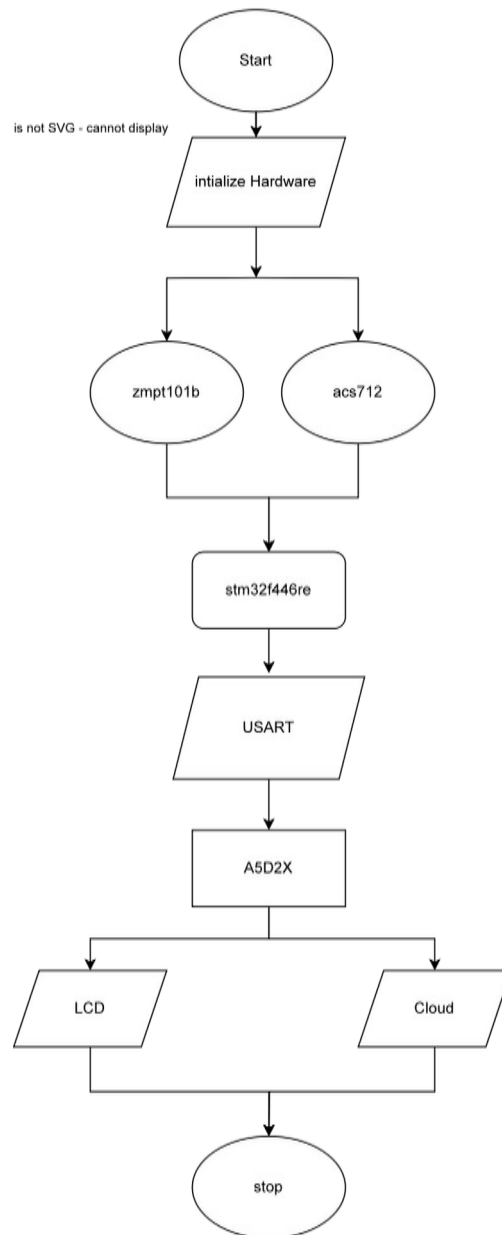 Start
is not SVG - cannot display
intialize Hardware
zmpt101b
acs712
stm32f446re
USART
A5D2X
LCD
Cloud
stop